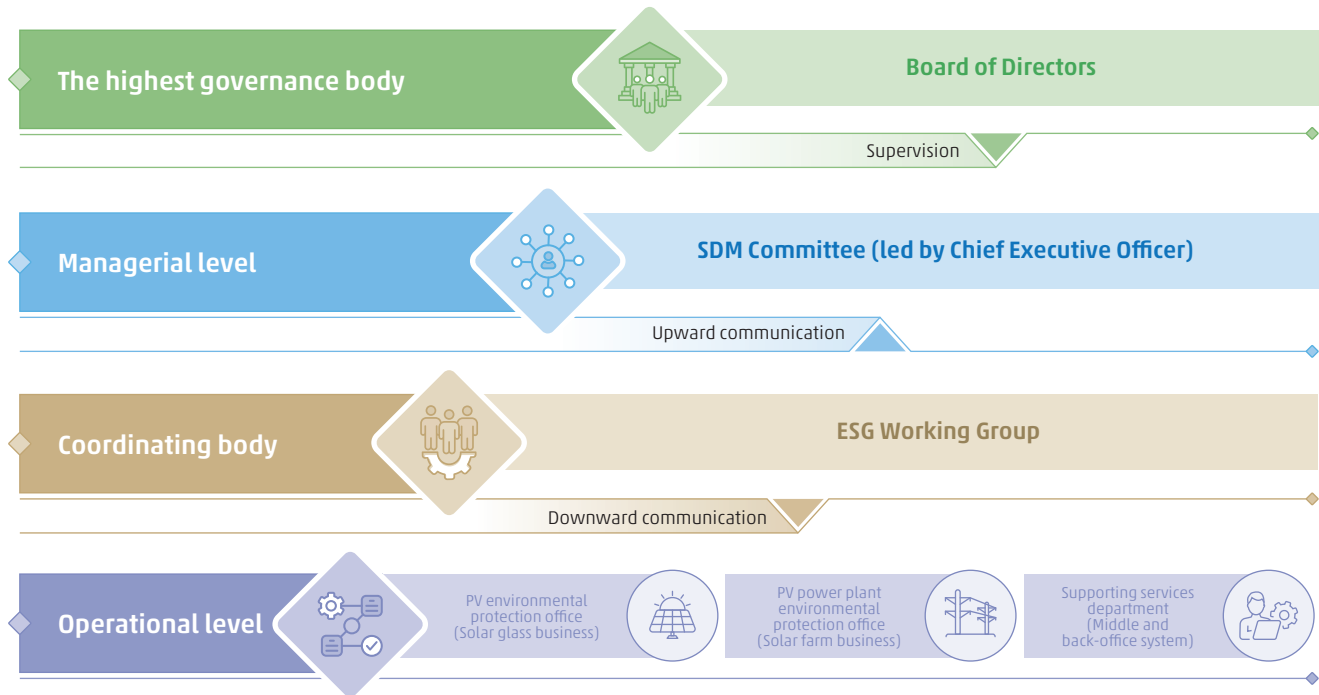 The highest governance body
Board of Directors
Supervision
Managerial level
SDM Committee (led by Chief Executive Officer)
Upward communication
Coordinating body
ESG Working Group
Downward communication
Operational level
PV environmental
protection office
(Solar glass business)
PV power plant
environmental
protection office
(Solar farm business)
Supporting services
department
(Middle and
back-office system)